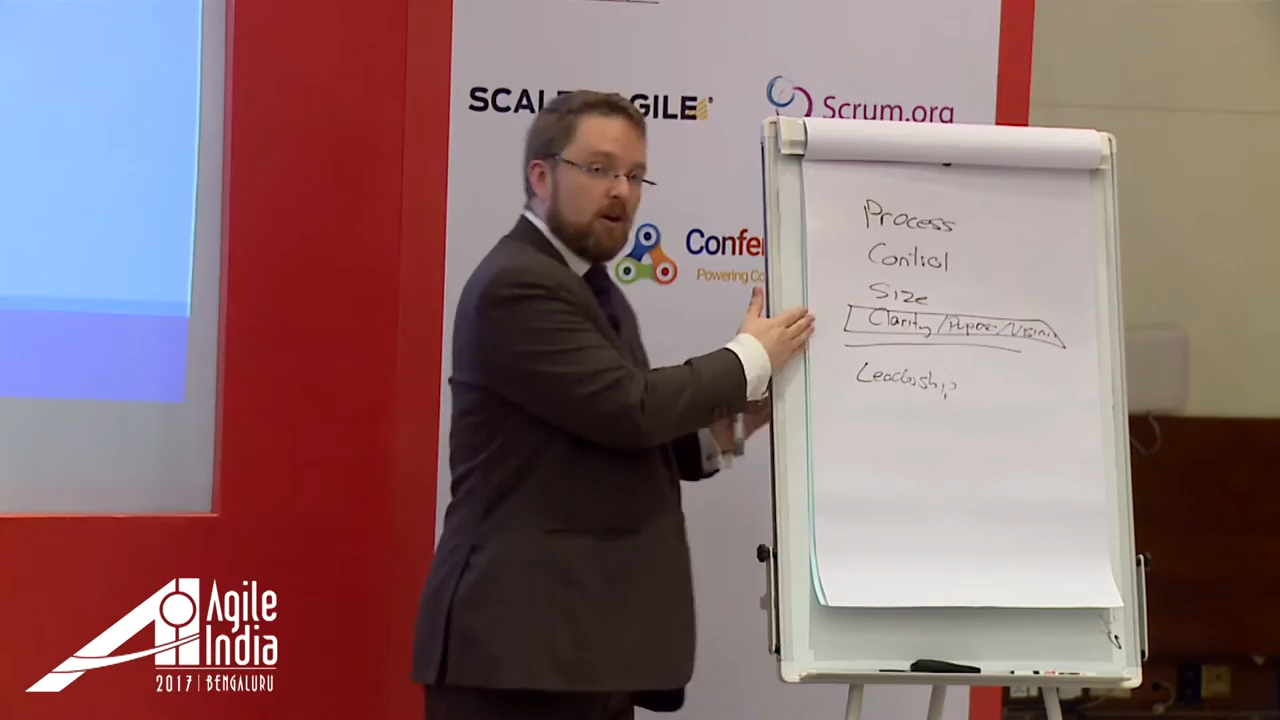 SCALE AGILE
Scrum.org
Confe
Powering Co
Process
Control
Size
Clarity / Purpose / Vision
Leadership
Agile
India
2017 | BENGALURU